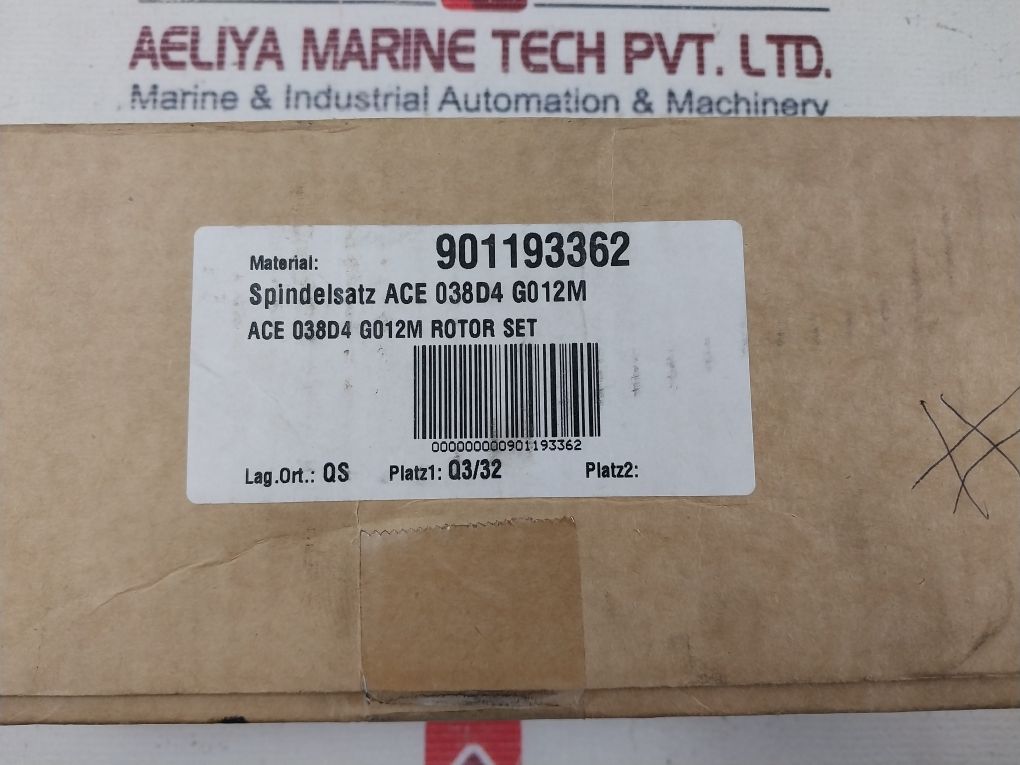 AELIYA MARINE TECH PVT. LTD.
Marine & Industrial Automation & Machinery
Material: 901193362
Spindelsatz ACE 038D4 G012M
ACE 038D4 G012M ROTOR SET
000000000901193362
Lag.Ort.: QS Platz1: Q3/32 Platz2: